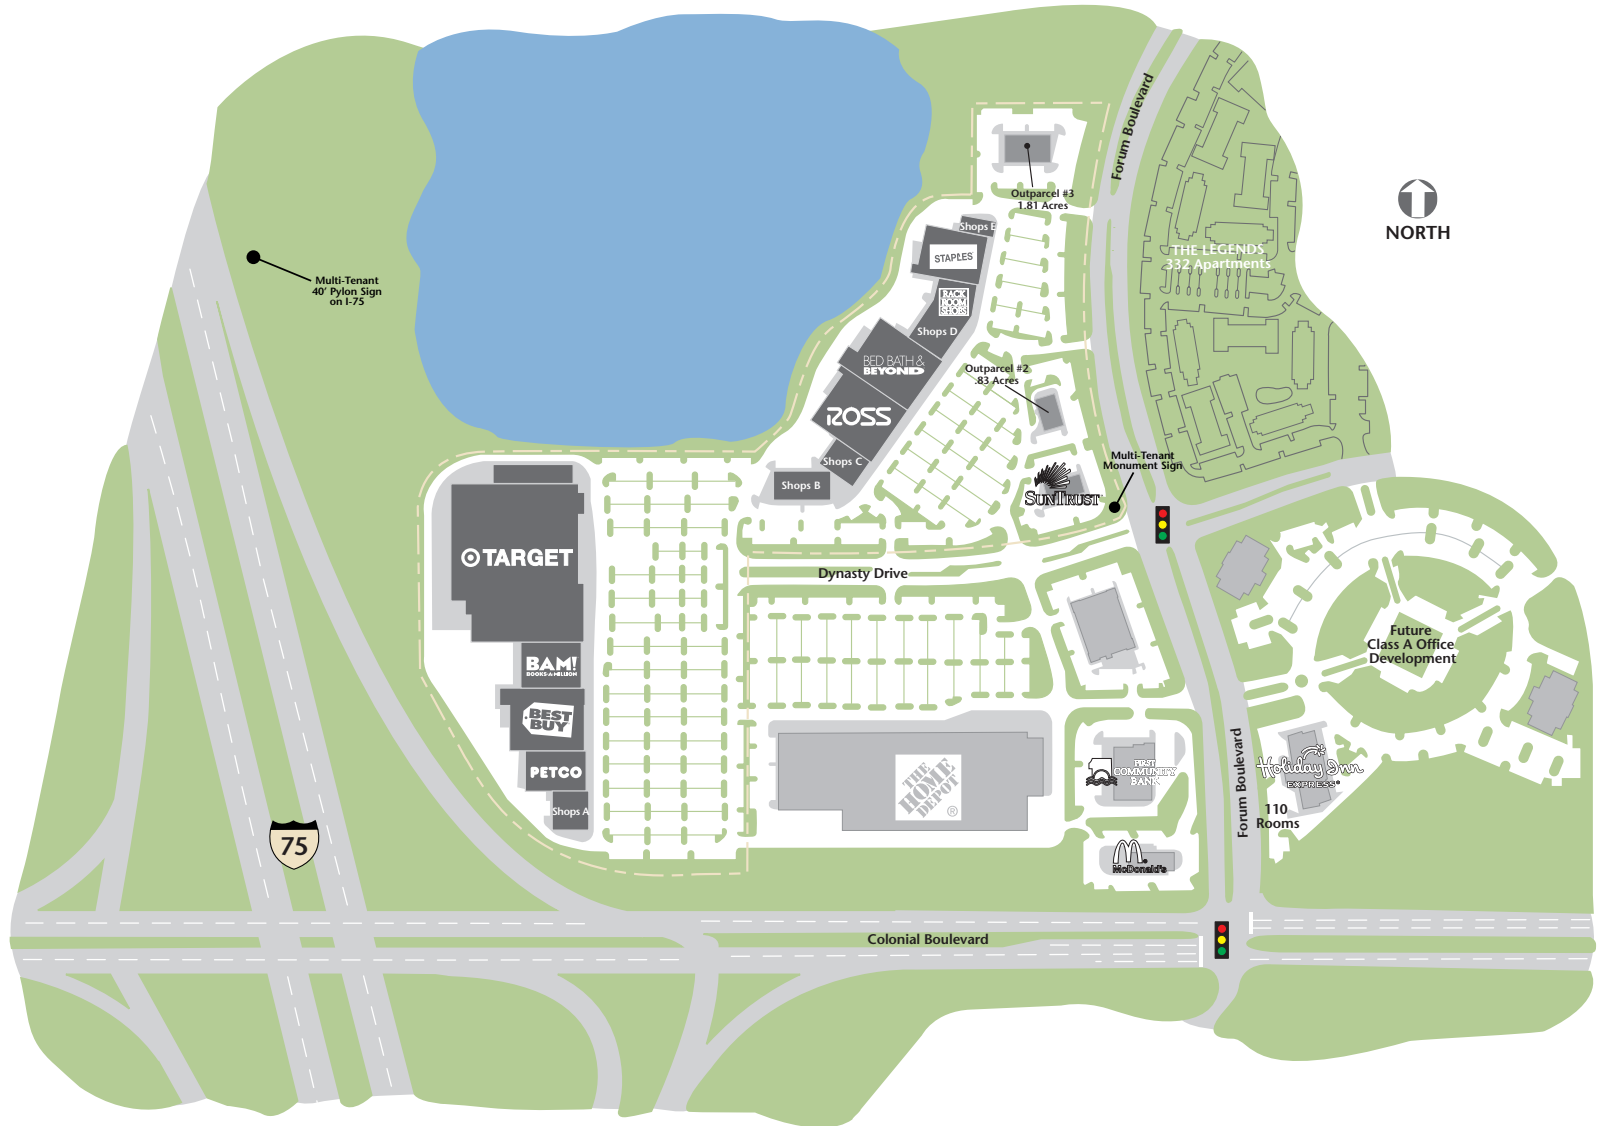 Forum Boulevard
Outparcel #3
1.81 Acres
NORTH
Shops E
STAPLES
THE LEGENDS
332 Apartments
Multi-Tenant
40' Pylon Sign
on I-75
RACK
ROOM
SHOES
Shops D
BED BATH &
BEYOND
Outparcel #2
.83 Acres
ROSS
Shops C
Shops B
Multi-Tenant
Monument Sign
SUNTRUST
TARGET
Dynasty Drive
Future
Class A Office
Development
BAM!
BOOKS-A-MILLION
BEST
BUY
PETCO
Shops A
THE
HOME
DEPOT
®
FIRST
COMMUNITY
BANK
Forum Boulevard
Holiday Inn
EXPRESS®
110
Rooms
McDonald's
75
Colonial Boulevard